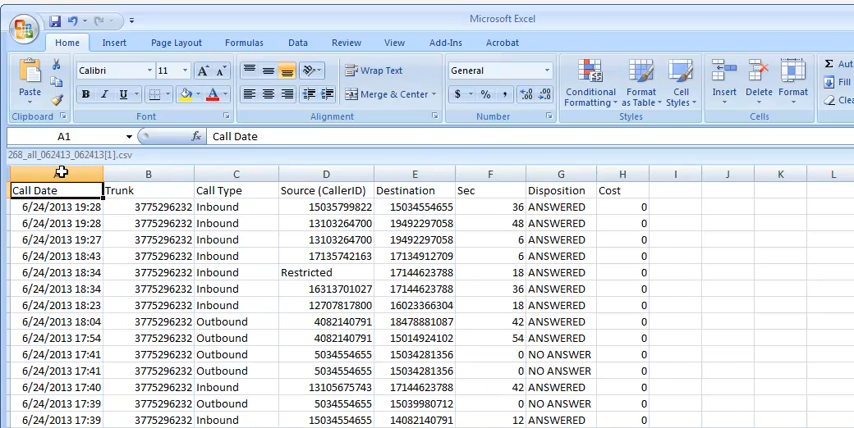 Microsoft Excel
Home Insert Page Layout Formulas Data Review View Add-Ins Acrobat
Paste Calibri 11 A A Wrap Text General Conditional Formatting Format as Table Cell Styles Insert Delete Format Σ Aut
B I U A Merge & Center $ % , .0 .00 .00 .0 Fill
Clea
Clipboard Font Alignment Number Styles Cells
A1 fx Call Date
268_all_062413_062413[1].csv
A B C D E F G H I J K L
Call Date Trunk Call Type Source (CallerID) Destination Sec Disposition Cost
6/24/2013 19:28 3775296232 Inbound 15035799822 15034554655 36 ANSWERED 0
6/24/2013 19:28 3775296232 Inbound 13103264700 19492297058 48 ANSWERED 0
6/24/2013 19:27 3775296232 Inbound 13103264700 19492297058 6 ANSWERED 0
6/24/2013 18:43 3775296232 Inbound 17135742163 17134912709 6 ANSWERED 0
6/24/2013 18:34 3775296232 Inbound Restricted 17144623788 18 ANSWERED 0
6/24/2013 18:34 3775296232 Inbound 16313701027 17144623788 36 ANSWERED 0
6/24/2013 18:23 3775296232 Inbound 12707817800 16023366304 18 ANSWERED 0
6/24/2013 18:04 3775296232 Outbound 4082140791 18478881087 42 ANSWERED 0
6/24/2013 17:54 3775296232 Outbound 4082140791 15014924102 54 ANSWERED 0
6/24/2013 17:41 3775296232 Outbound 5034554655 15034281356 0 NO ANSWER 0
6/24/2013 17:41 3775296232 Outbound 5034554655 15034281356 0 NO ANSWER 0
6/24/2013 17:40 3775296232 Inbound 13105675743 17144623788 42 ANSWERED 0
6/24/2013 17:39 3775296232 Outbound 5034554655 15039980712 0 NO ANSWER 0
6/24/2013 17:39 3775296232 Inbound 15034554655 14082140791 12 ANSWERED 0